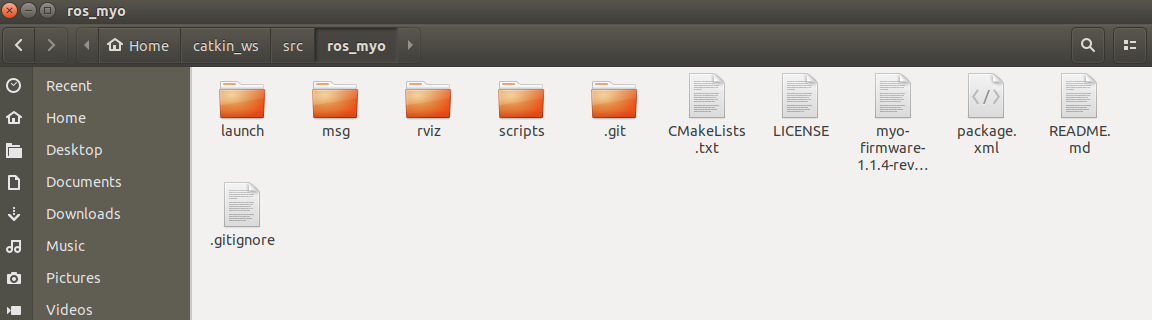 ros_myo
Home
catkin_ws
src
ros_myo
Recent
Home
Desktop
Documents
Downloads
Music
Pictures
Videos
launch
msg
rviz
scripts
.git
CMakeLists
.txt
LICENSE
myo-
firmware-
1.1.4-rev...
package.
xml
README.
md
.gitignore